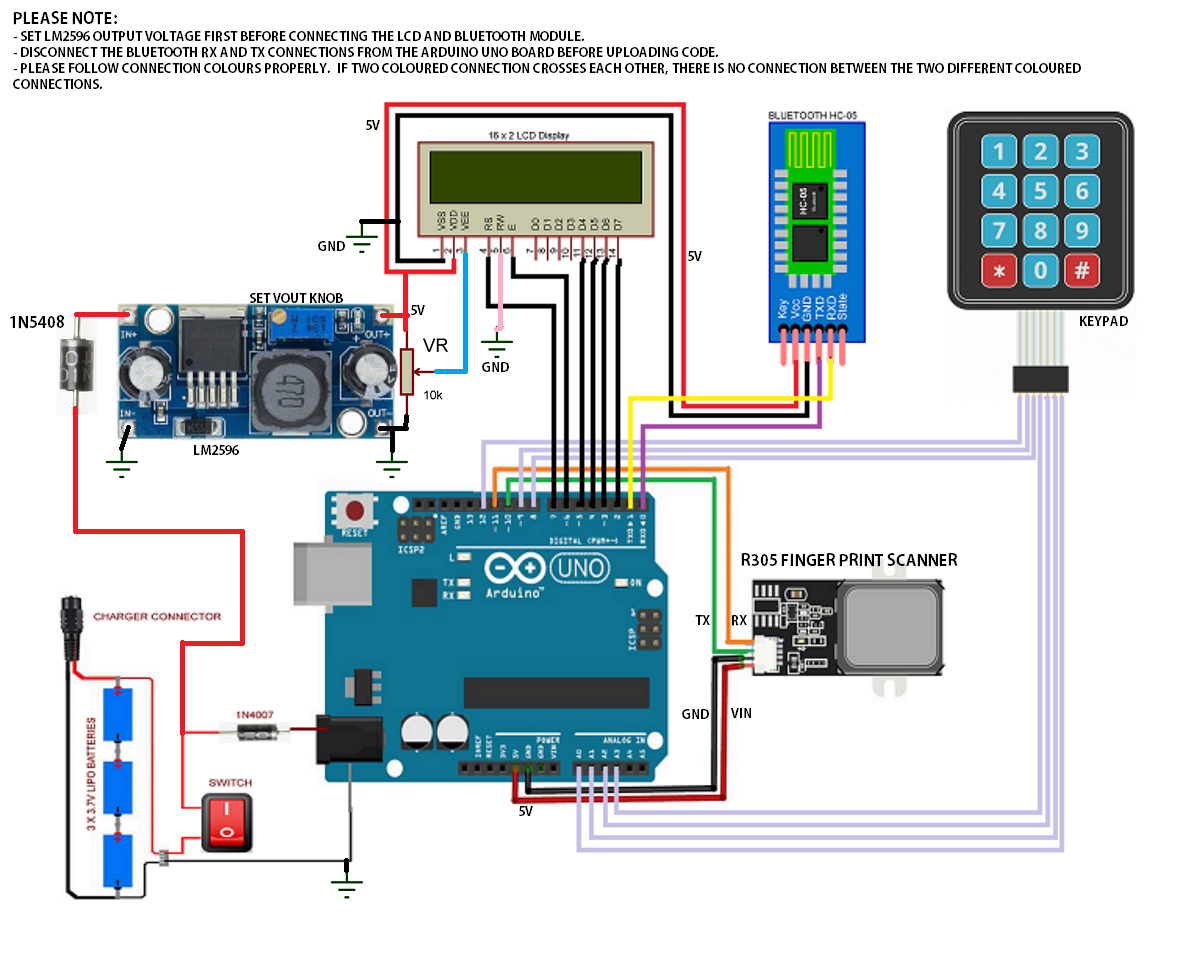 PLEASE NOTE:
- SET LM2596 OUTPUT VOLTAGE FIRST BEFORE CONNECTING THE LCD AND BLUETOOTH MODULE.
- DISCONNECT THE BLUETOOTH RX AND TX CONNECTIONS FROM THE ARDUINO UNO BOARD BEFORE UPLOADING CODE.
- PLEASE FOLLOW CONNECTION COLOURS PROPERLY. IF TWO COLOURED CONNECTION CROSSES EACH OTHER, THERE IS NO CONNECTION BETWEEN THE TWO DIFFERENT COLOURED
CONNECTIONS.
5V
16 x 2 LCD Display
VSS VDD VEE RS RW E D0 D1 D2 D3 D4 D5 D6 D7
1 2 3 4 5 6 7 8 9 10 11 12 13 14
GND
5V
GND
BLUETOOTH HC-05
HC-05
Key Vcc GND TXD RXD State
1 2 3
4 5 6
7 8 9
* 0 #
KEYPAD
1N5408
SET VOUT KNOB
IN+
OUT+
470
IN-
OUT-
LM2596
5V
VR
10k
RESET
ICSP2
AREF GND 13 12 ~11 ~10 ~9 8 7 ~6 ~5 4 ~3 2 TXD 1 RXD 0
DIGITAL (PWM=~)
L
TX
RX
UNO
Arduino™
ON
ICSP
1
IOREF RESET 3V3 5V GND GND VIN
POWER
ANALOG IN
A0 A1 A2 A3 A4 A5
5V
R305 FINGER PRINT SCANNER
TX
RX
GND
VIN
CHARGER CONNECTOR
3 X 3.7V LIPO BATTERIES
1N4007
SWITCH
I
O